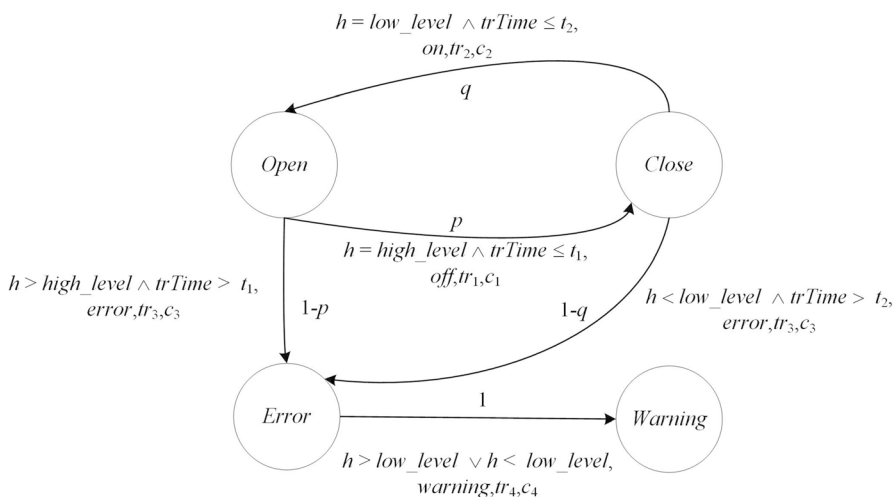 h = low_level ∧ trTime ≤ t₂,
on,tr₂,c₂
q
Open
Close
p
h = high_level ∧ trTime ≤ t₁,
off,tr₁,c₁
h > high_level ∧ trTime > t₁,
error,tr₃,c₃
1-p
1-q
h < low_level ∧ trTime > t₂,
error,tr₃,c₃
Error
1
Warning
h > low_level ∨ h < low_level,
warning,tr₄,c₄